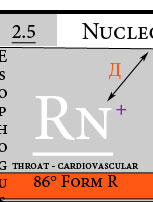 2.5 Nucleo
E
S
O
P
H
O
G
U
S
Д
Rn+
throat - cardiovascular
86° Form R